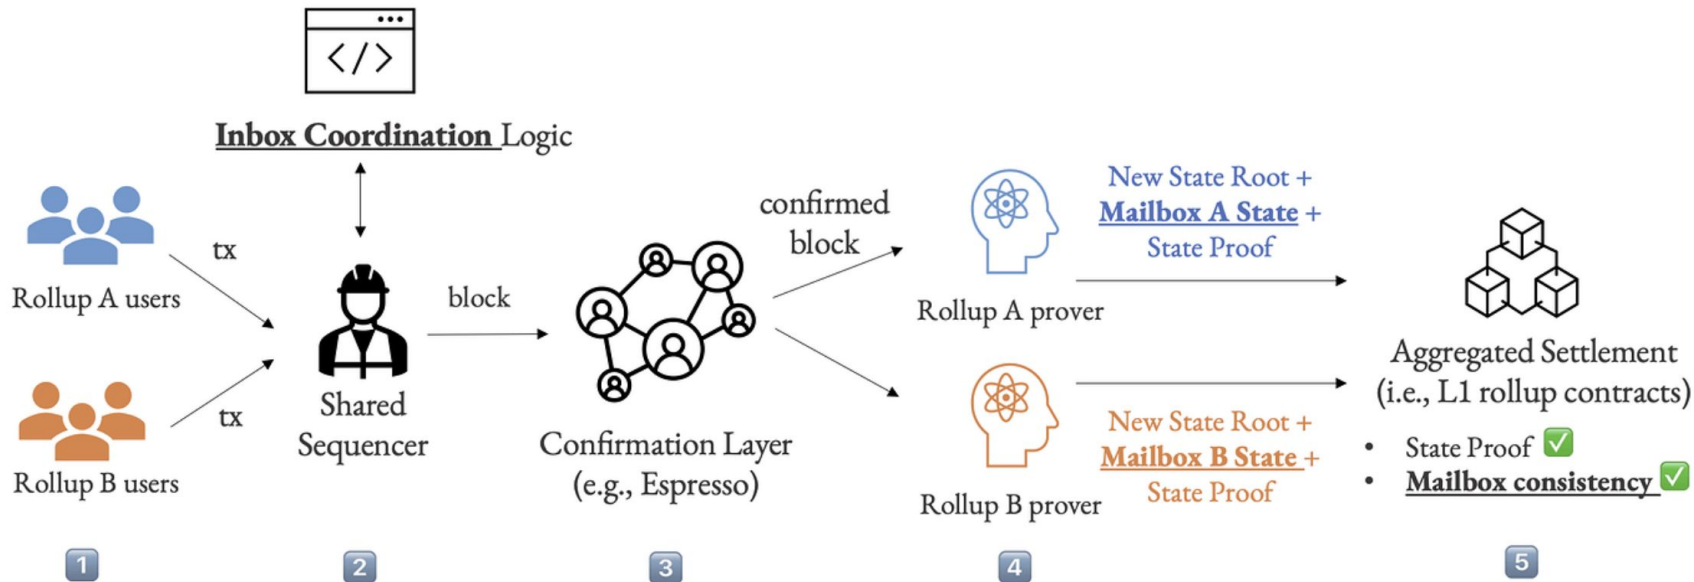 </>
Inbox Coordination Logic
Rollup A users
tx
Rollup B users
tx
Shared
Sequencer
block
Confirmation Layer
(e.g., Espresso)
confirmed
block
Rollup A prover
New State Root +
Mailbox A State +
State Proof
Rollup B prover
New State Root +
Mailbox B State +
State Proof
Aggregated Settlement
(i.e., L1 rollup contracts)
• State Proof ✅
• Mailbox consistency ✅
1
2
3
4
5